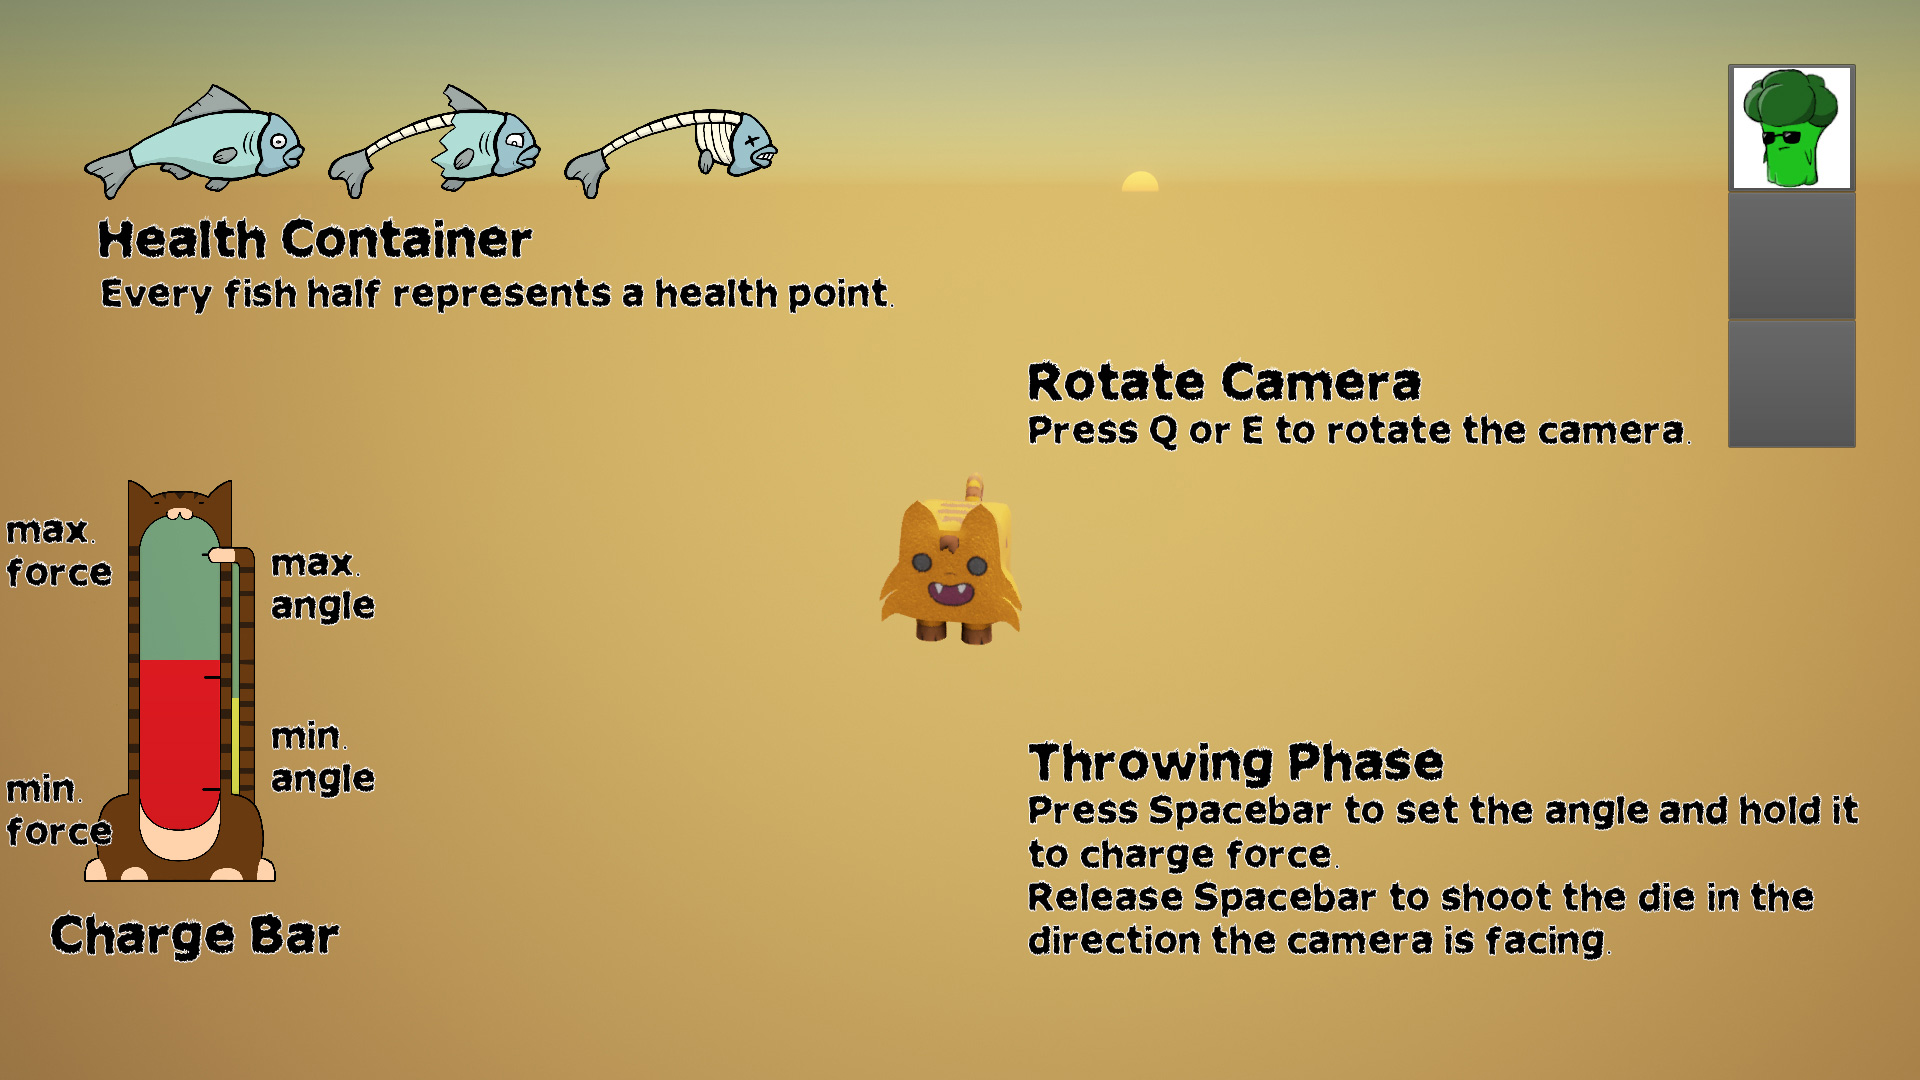 Health Container
Every fish half represents a health point.
Rotate Camera
Press Q or E to rotate the camera.
max.
force
max.
angle
min.
angle
min.
force
Charge Bar
Throwing Phase
Press Spacebar to set the angle and hold it
to charge force.
Release Spacebar to shoot the die in the
direction the camera is facing.